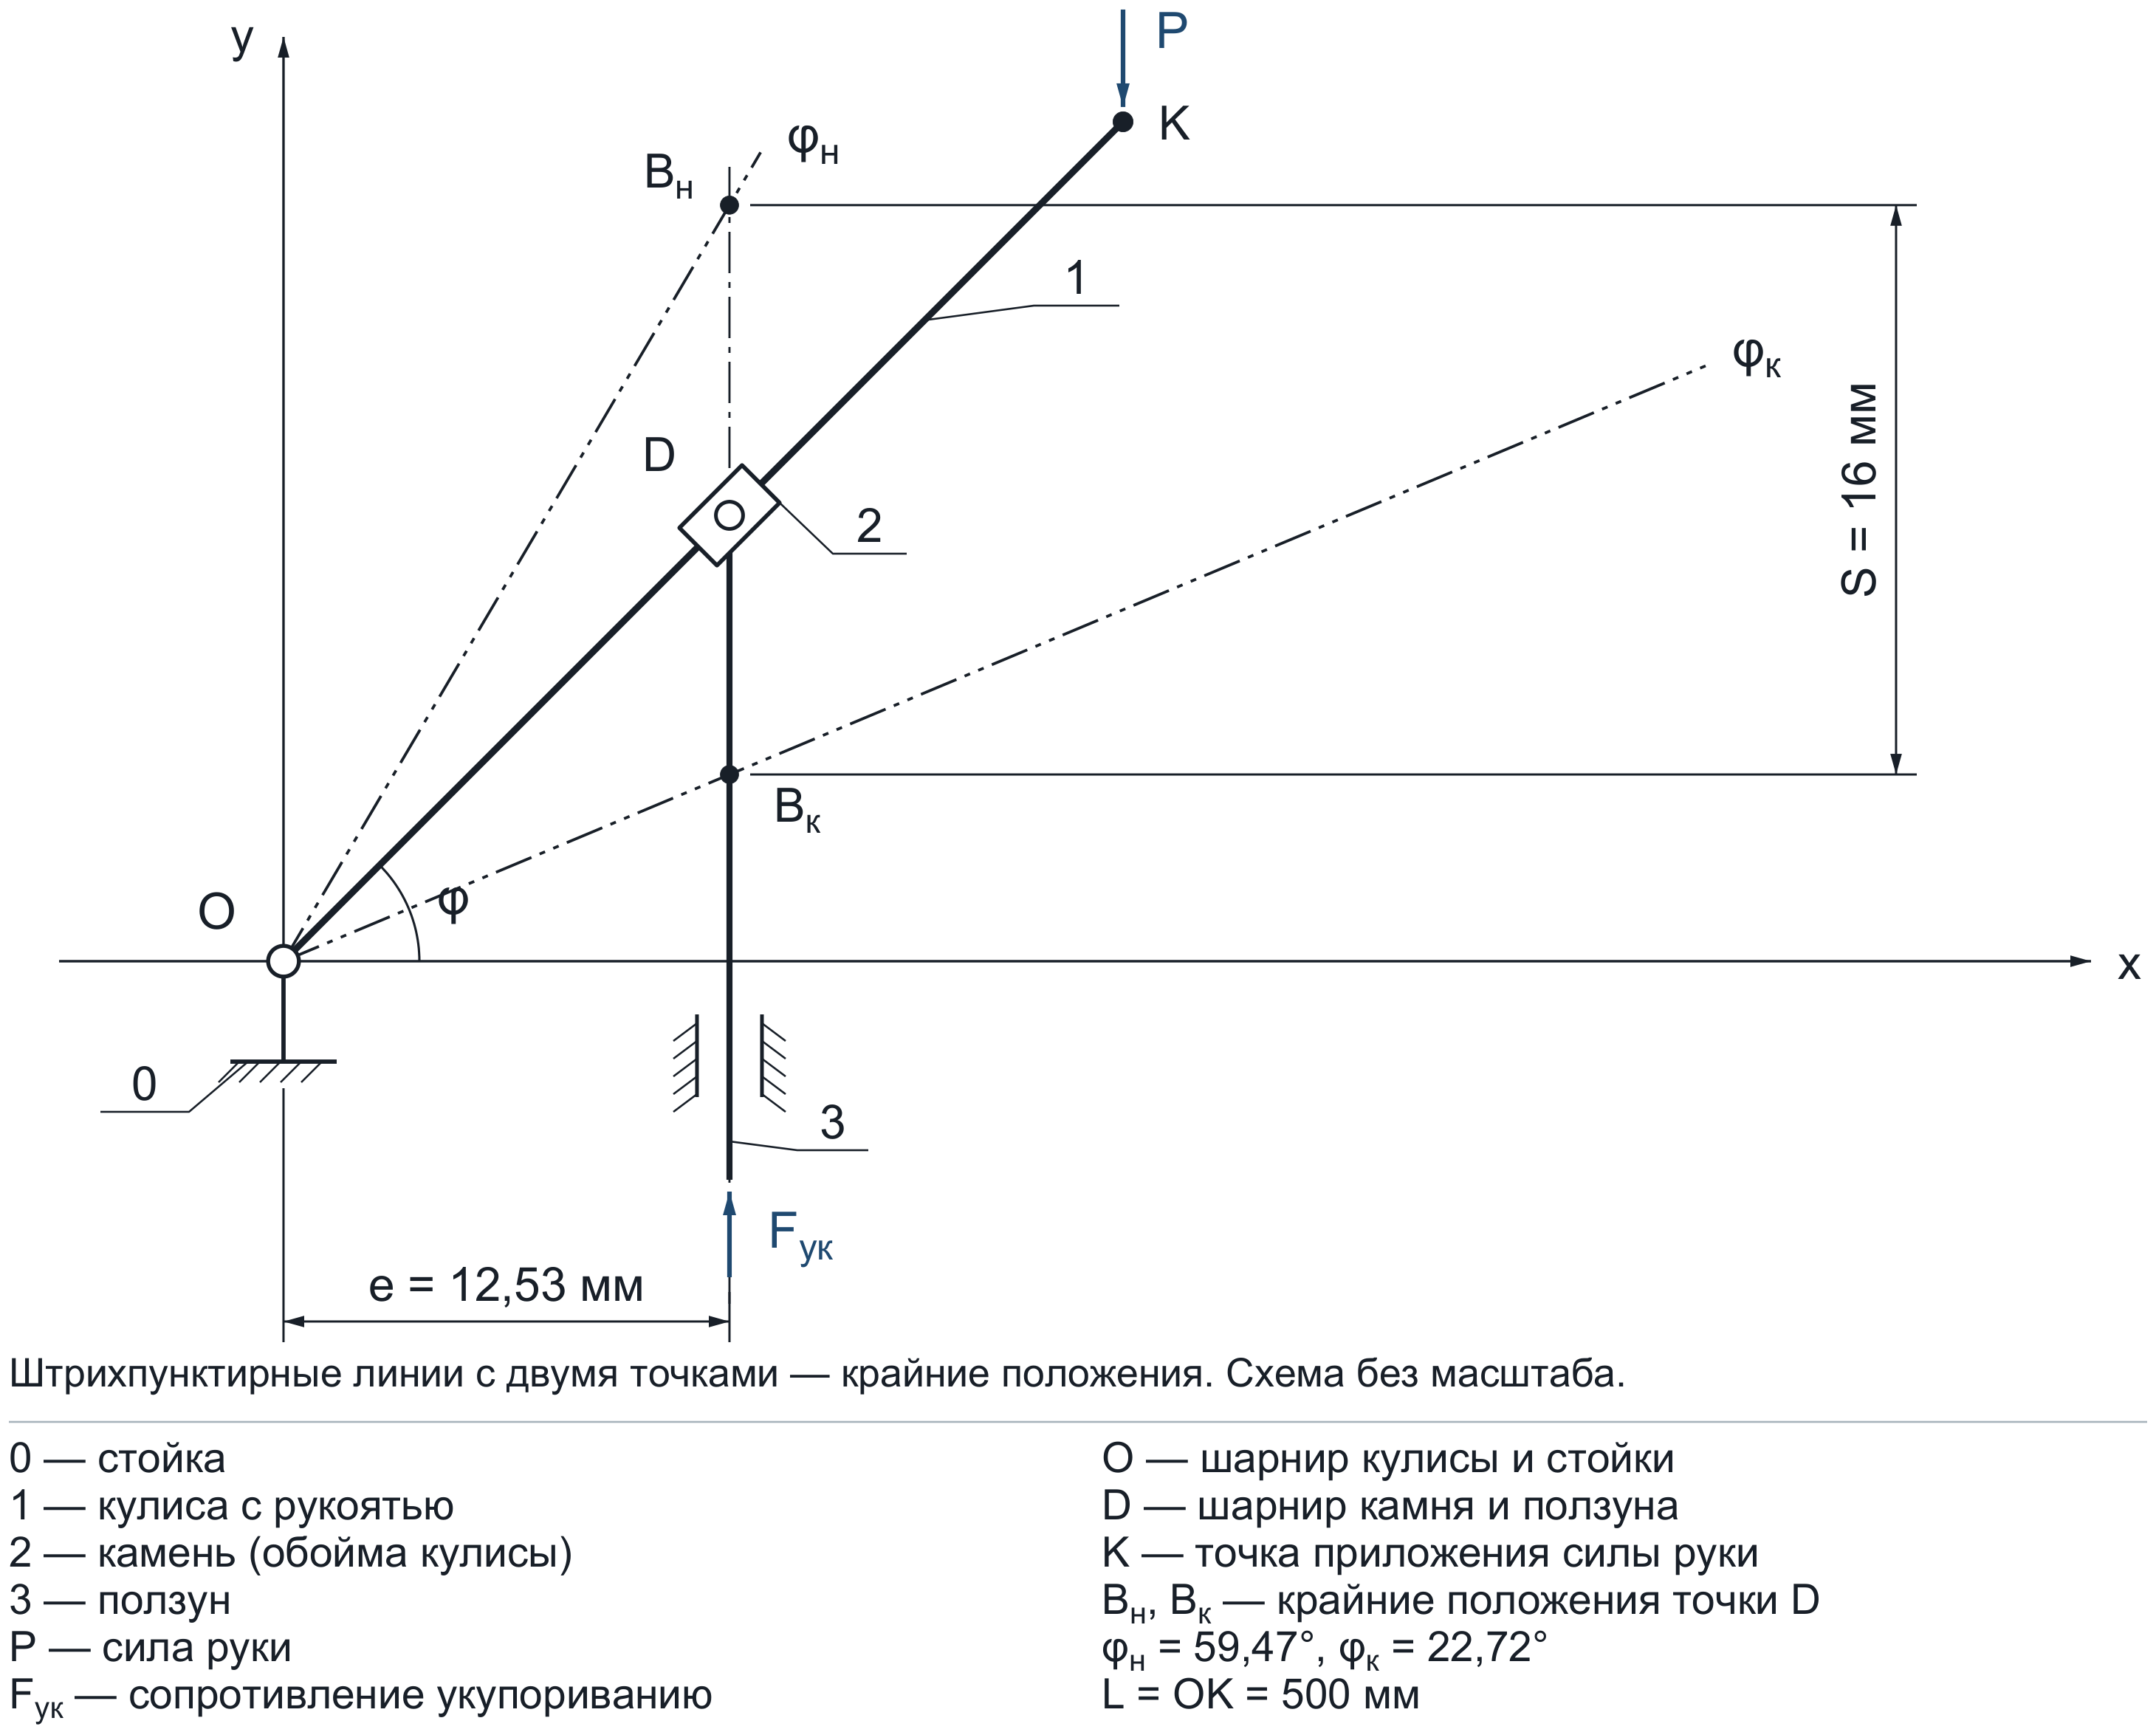 P
y
K
φн
Bн
1
φк
D
S = 16 мм
2
Bк
φ
O
x
0
3
Fук
e = 12,53 мм
Штрихпунктирные линии с двумя точками — крайние положения. Схема без масштаба.
0 — стойка
1 — кулиса с рукоятью
2 — камень (обойма кулисы)
3 — ползун
P — сила руки
Fук — сопротивление укупориванию
O — шарнир кулисы и стойки
D — шарнир камня и ползуна
K — точка приложения силы руки
Bн, Bк — крайние положения точки D
φн = 59,47°, φк = 22,72°
L = OK = 500 мм